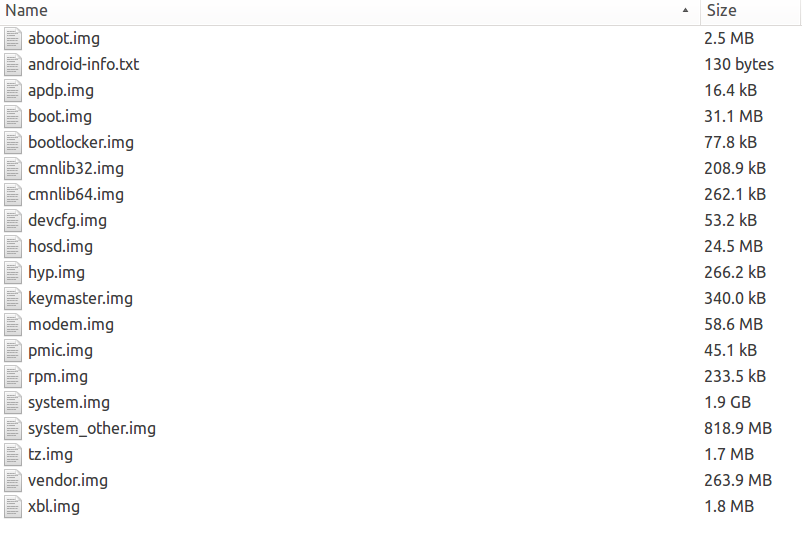 Name Size
aboot.img 2.5 MB
android-info.txt 130 bytes
apdp.img 16.4 kB
boot.img 31.1 MB
bootlocker.img 77.8 kB
cmnlib32.img 208.9 kB
cmnlib64.img 262.1 kB
devcfg.img 53.2 kB
hosd.img 24.5 MB
hyp.img 266.2 kB
keymaster.img 340.0 kB
modem.img 58.6 MB
pmic.img 45.1 kB
rpm.img 233.5 kB
system.img 1.9 GB
system_other.img 818.9 MB
tz.img 1.7 MB
vendor.img 263.9 MB
xbl.img 1.8 MB